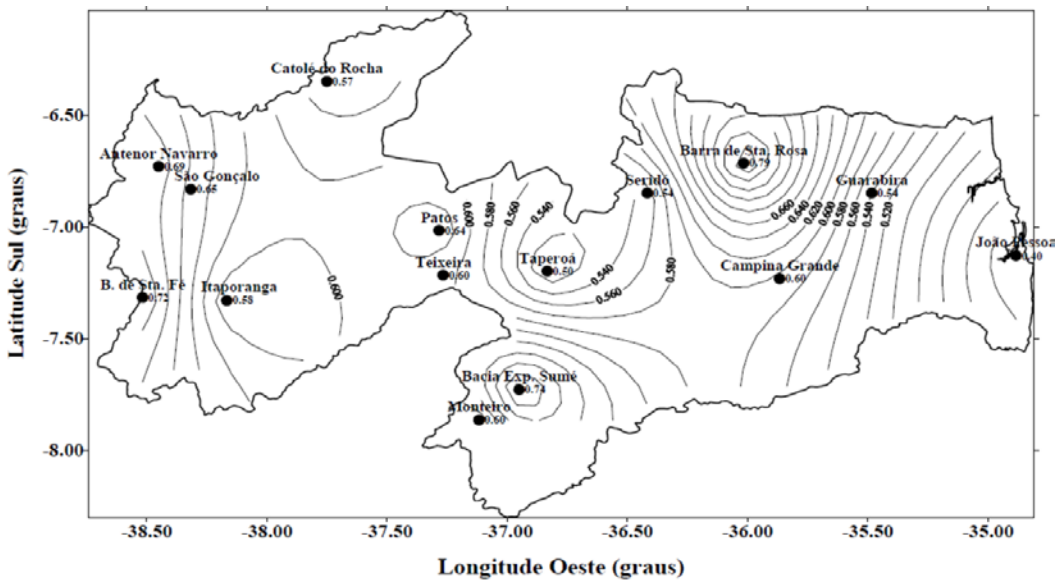 Catolé do Rocha
0.57
-6.50
Antenor Navarro
0.69
São Gonçalo
0.65
Barra de Sta. Rosa
0.79
Seridó
0.54
Guarabira
0.54
0.660
0.640
0.620
0.600
0.580
0.560
0.540
0.520
-7.00
Patos
0.64
0.600
0.580
0.560
0.540
João Pessoa
0.40
Teixeira
0.60
Taperoá
0.50
0.540
0.560
0.580
Campina Grande
0.60
B. de Sta. Fé
0.72
Itaporanga
0.58
0.600
-7.50
Bacia Exp. Sumé
0.74
Monteiro
0.60
-8.00
Latitude Sul (graus)
-38.50
-38.00
-37.50
-37.00
-36.50
-36.00
-35.50
-35.00
Longitude Oeste (graus)